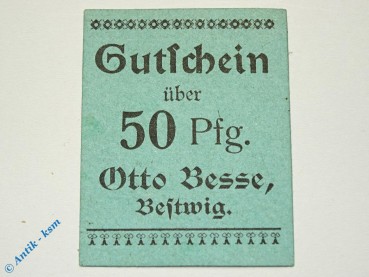 Gutſchein
über
50 Pfg.
Otto Besse,
Beſtwig.
© Antik - ksm